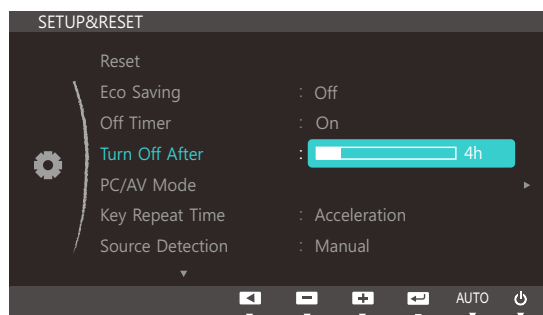 SETUP&RESET
Reset
Eco Saving : Off
Off Timer : On
Turn Off After : 4h
PC/AV Mode
Key Repeat Time : Acceleration
Source Detection : Manual
AUTO